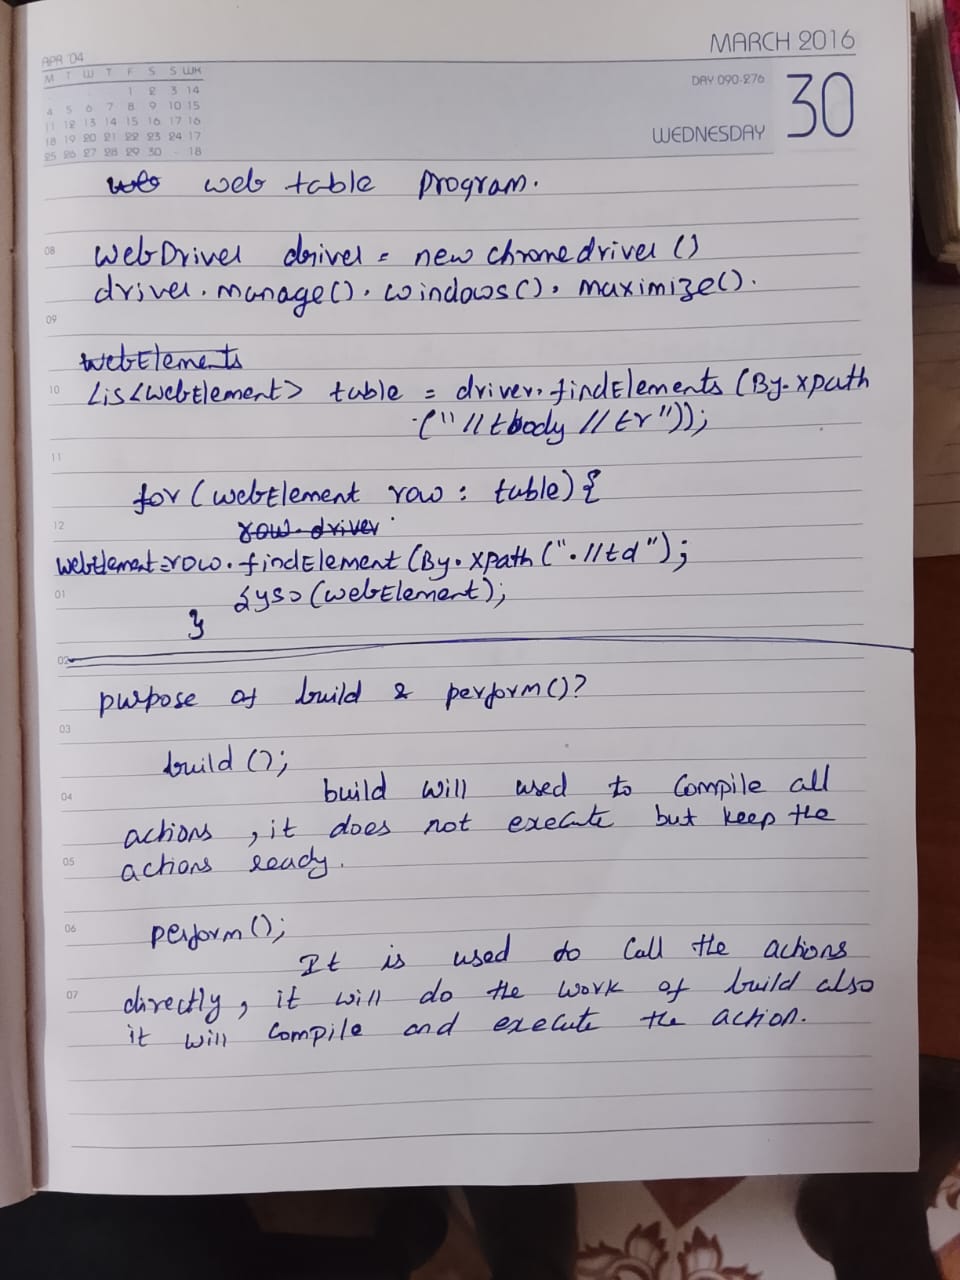 MARCH 2016
APR '04
M T W T F S S WK
1 2 3 14
4 5 6 7 8 9 10 15
11 12 13 14 15 16 17 16
18 19 20 21 22 23 24 17
25 26 27 28 29 30 - 18
DAY 090-276
30
WEDNESDAY
web web table program.
08
WebDriver driver = new chromedriver ()
driver. manage(). windows(). maximize().
09
WebElements
10
Lis<WebElement> table = driver. findElements (By. xpath
("//tbody //tr"));
11
for (WebElement row : table) {
12
row. driver
WebElement=row. findElement (By. xpath (".//td");
01
Syso (WebElement);
}
02
purpose of build & perform()?
03
build ();
04
build will used to compile all
actions , it does not execute but keep the
05
actions ready.
06
perform();
It is used to call the actions
07
directly, it will do the work of build also
it will compile and execute the action.